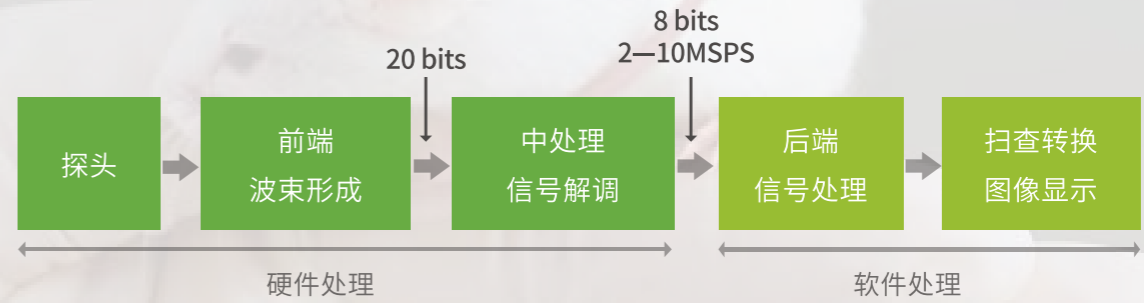 8 bits
2—10MSPS
20 bits
探头
前端
波束形成
中处理
信号解调
后端
信号处理
扫查转换
图像显示
硬件处理
软件处理